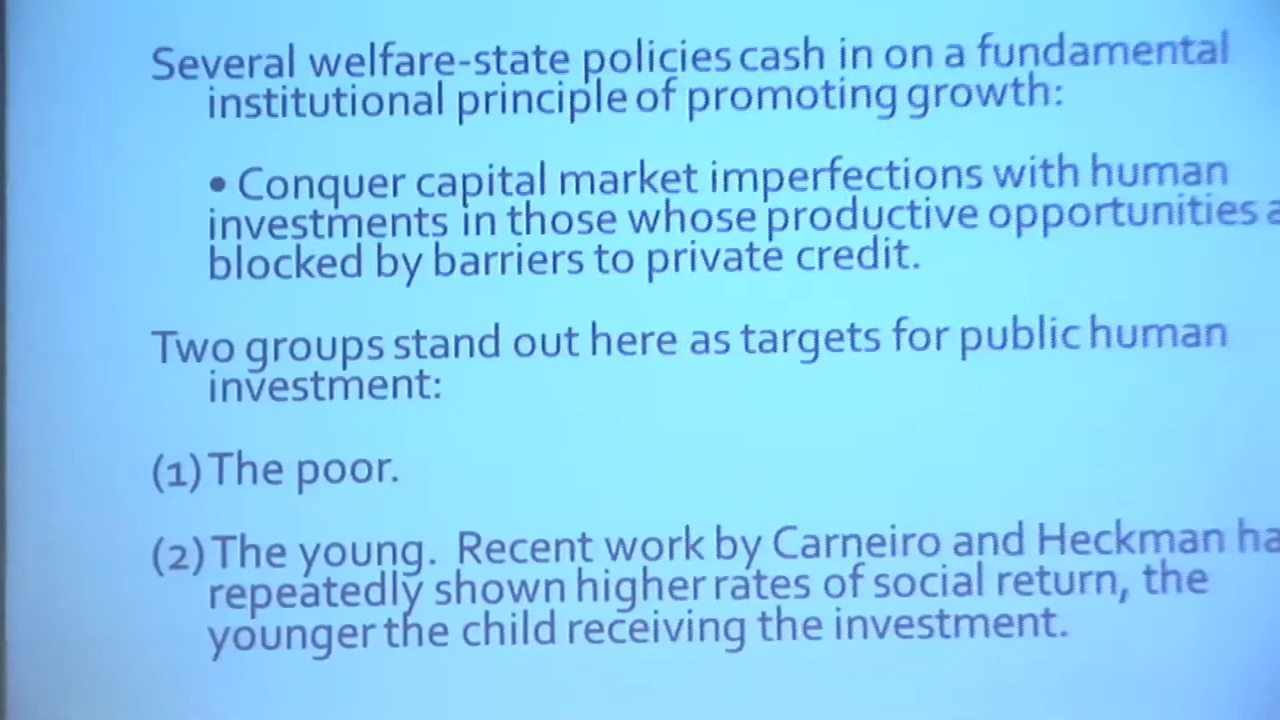 Several welfare-state policies cash in on a fundamental
institutional principle of promoting growth:
• Conquer capital market imperfections with human
investments in those whose productive opportunities a
blocked by barriers to private credit.
Two groups stand out here as targets for public human
investment:
(1) The poor.
(2) The young. Recent work by Carneiro and Heckman ha
repeatedly shown higher rates of social return, the
younger the child receiving the investment.